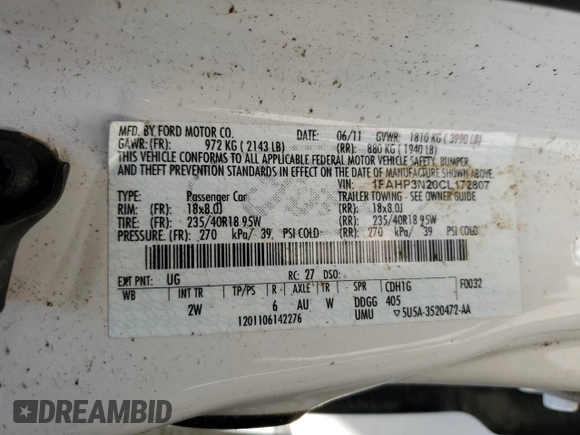 MFD. BY FORD MOTOR CO. DATE: 06/11 GVWR: 1810 KG ( 3990 LB)
GAWR: (FR): 972 KG ( 2143 LB) (RR): 880 KG ( 1940 LB)
THIS VEHICLE CONFORMS TO ALL APPLICABLE FEDERAL MOTOR VEHICLE SAFETY, BUMPER
AND THEFT PREVENTION STANDARDS IN EFFECT ON THE DATE OF MANUFACTURE SHOWN ABOVE.
VIN: 1FAHP3N20CL172807
TYPE: Passenger Car TRAILER TOWING - SEE OWNER GUIDE
RIM: (FR) 18x8.0J (RR) 18x8.0J
TIRE: (FR) 235/40R18 95W (RR) 235/40R18 95W
PRESSURE: (FR) 270 kPa/ 39 PSI COLD (RR) 270 kPa/ 39 PSI COLD
EXT PNT: UG RC: 27 DSO:
WB INT TR TP/PS R AXLE TR SPR CDH1G F0032
2W 6 AU W DDGG 405
1201106142276 UMU ▽5U5A-3520472-AA
DREAMBID